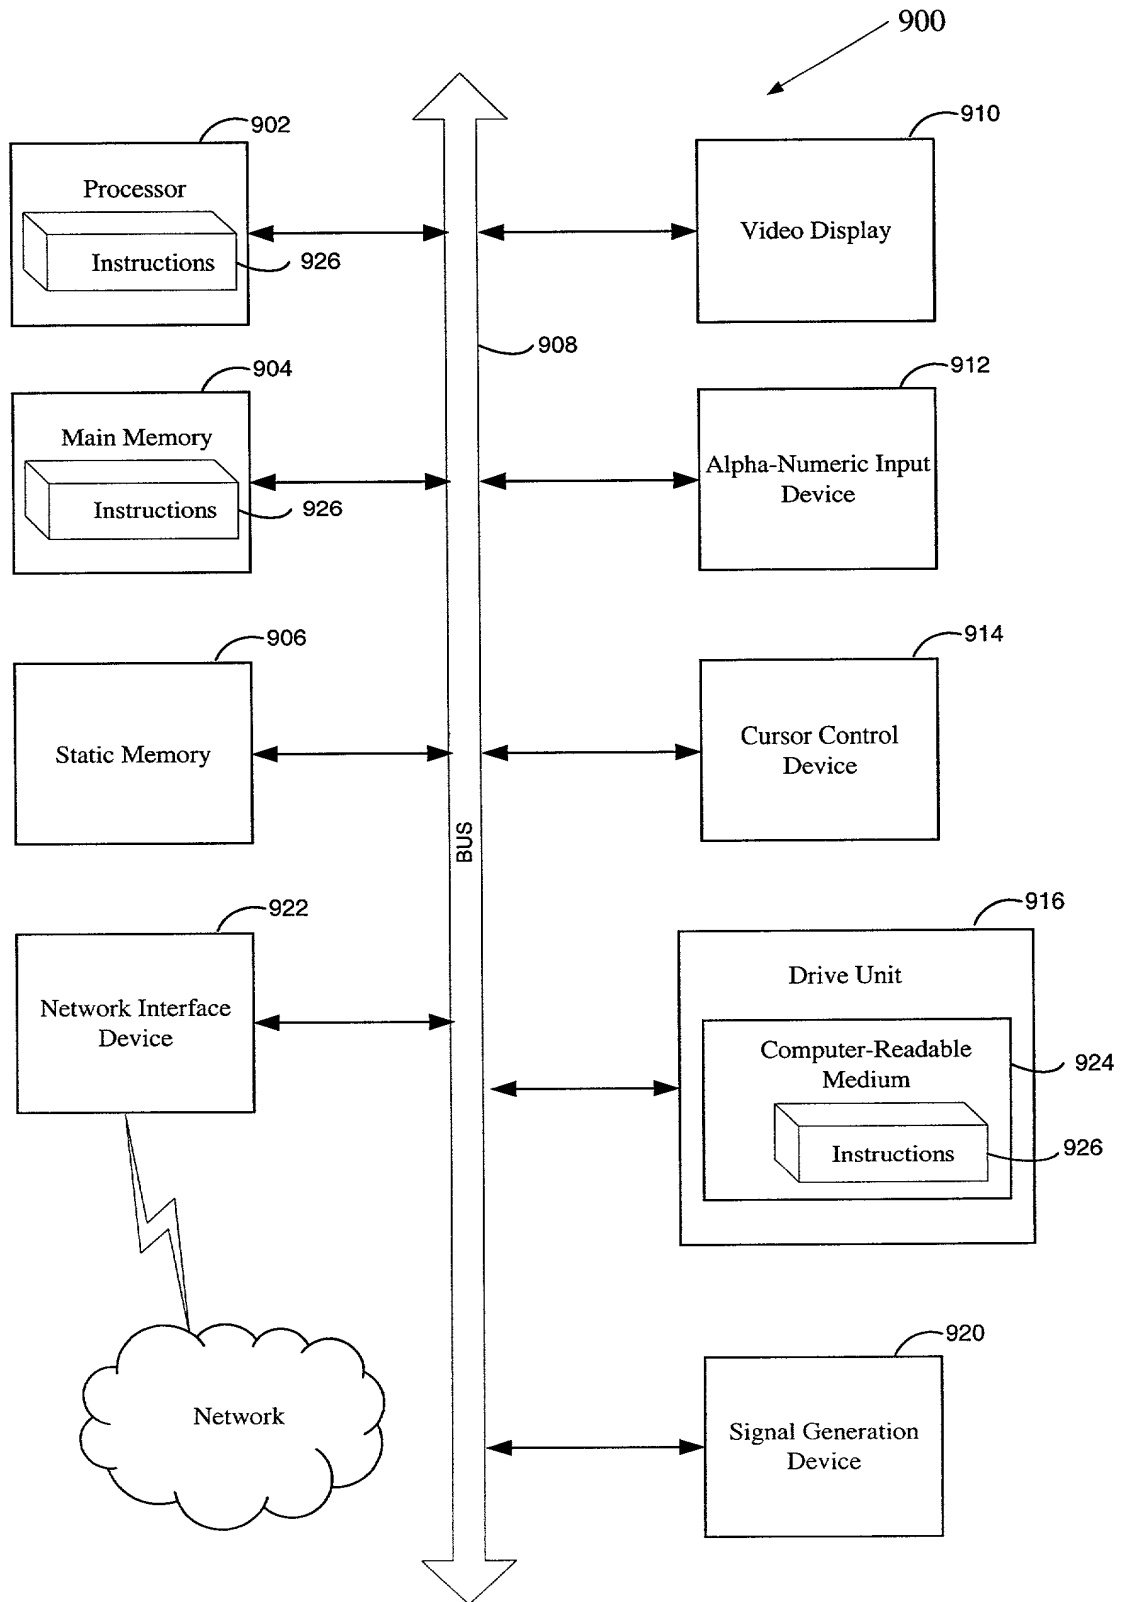 900
902
Processor
Instructions
926
910
Video Display
908
904
Main Memory
Instructions
926
912
Alpha-Numeric Input
Device
906
Static Memory
914
Cursor Control
Device
BUS
922
Network Interface
Device
916
Drive Unit
Computer-Readable
Medium
924
Instructions
926
Network
920
Signal Generation
Device